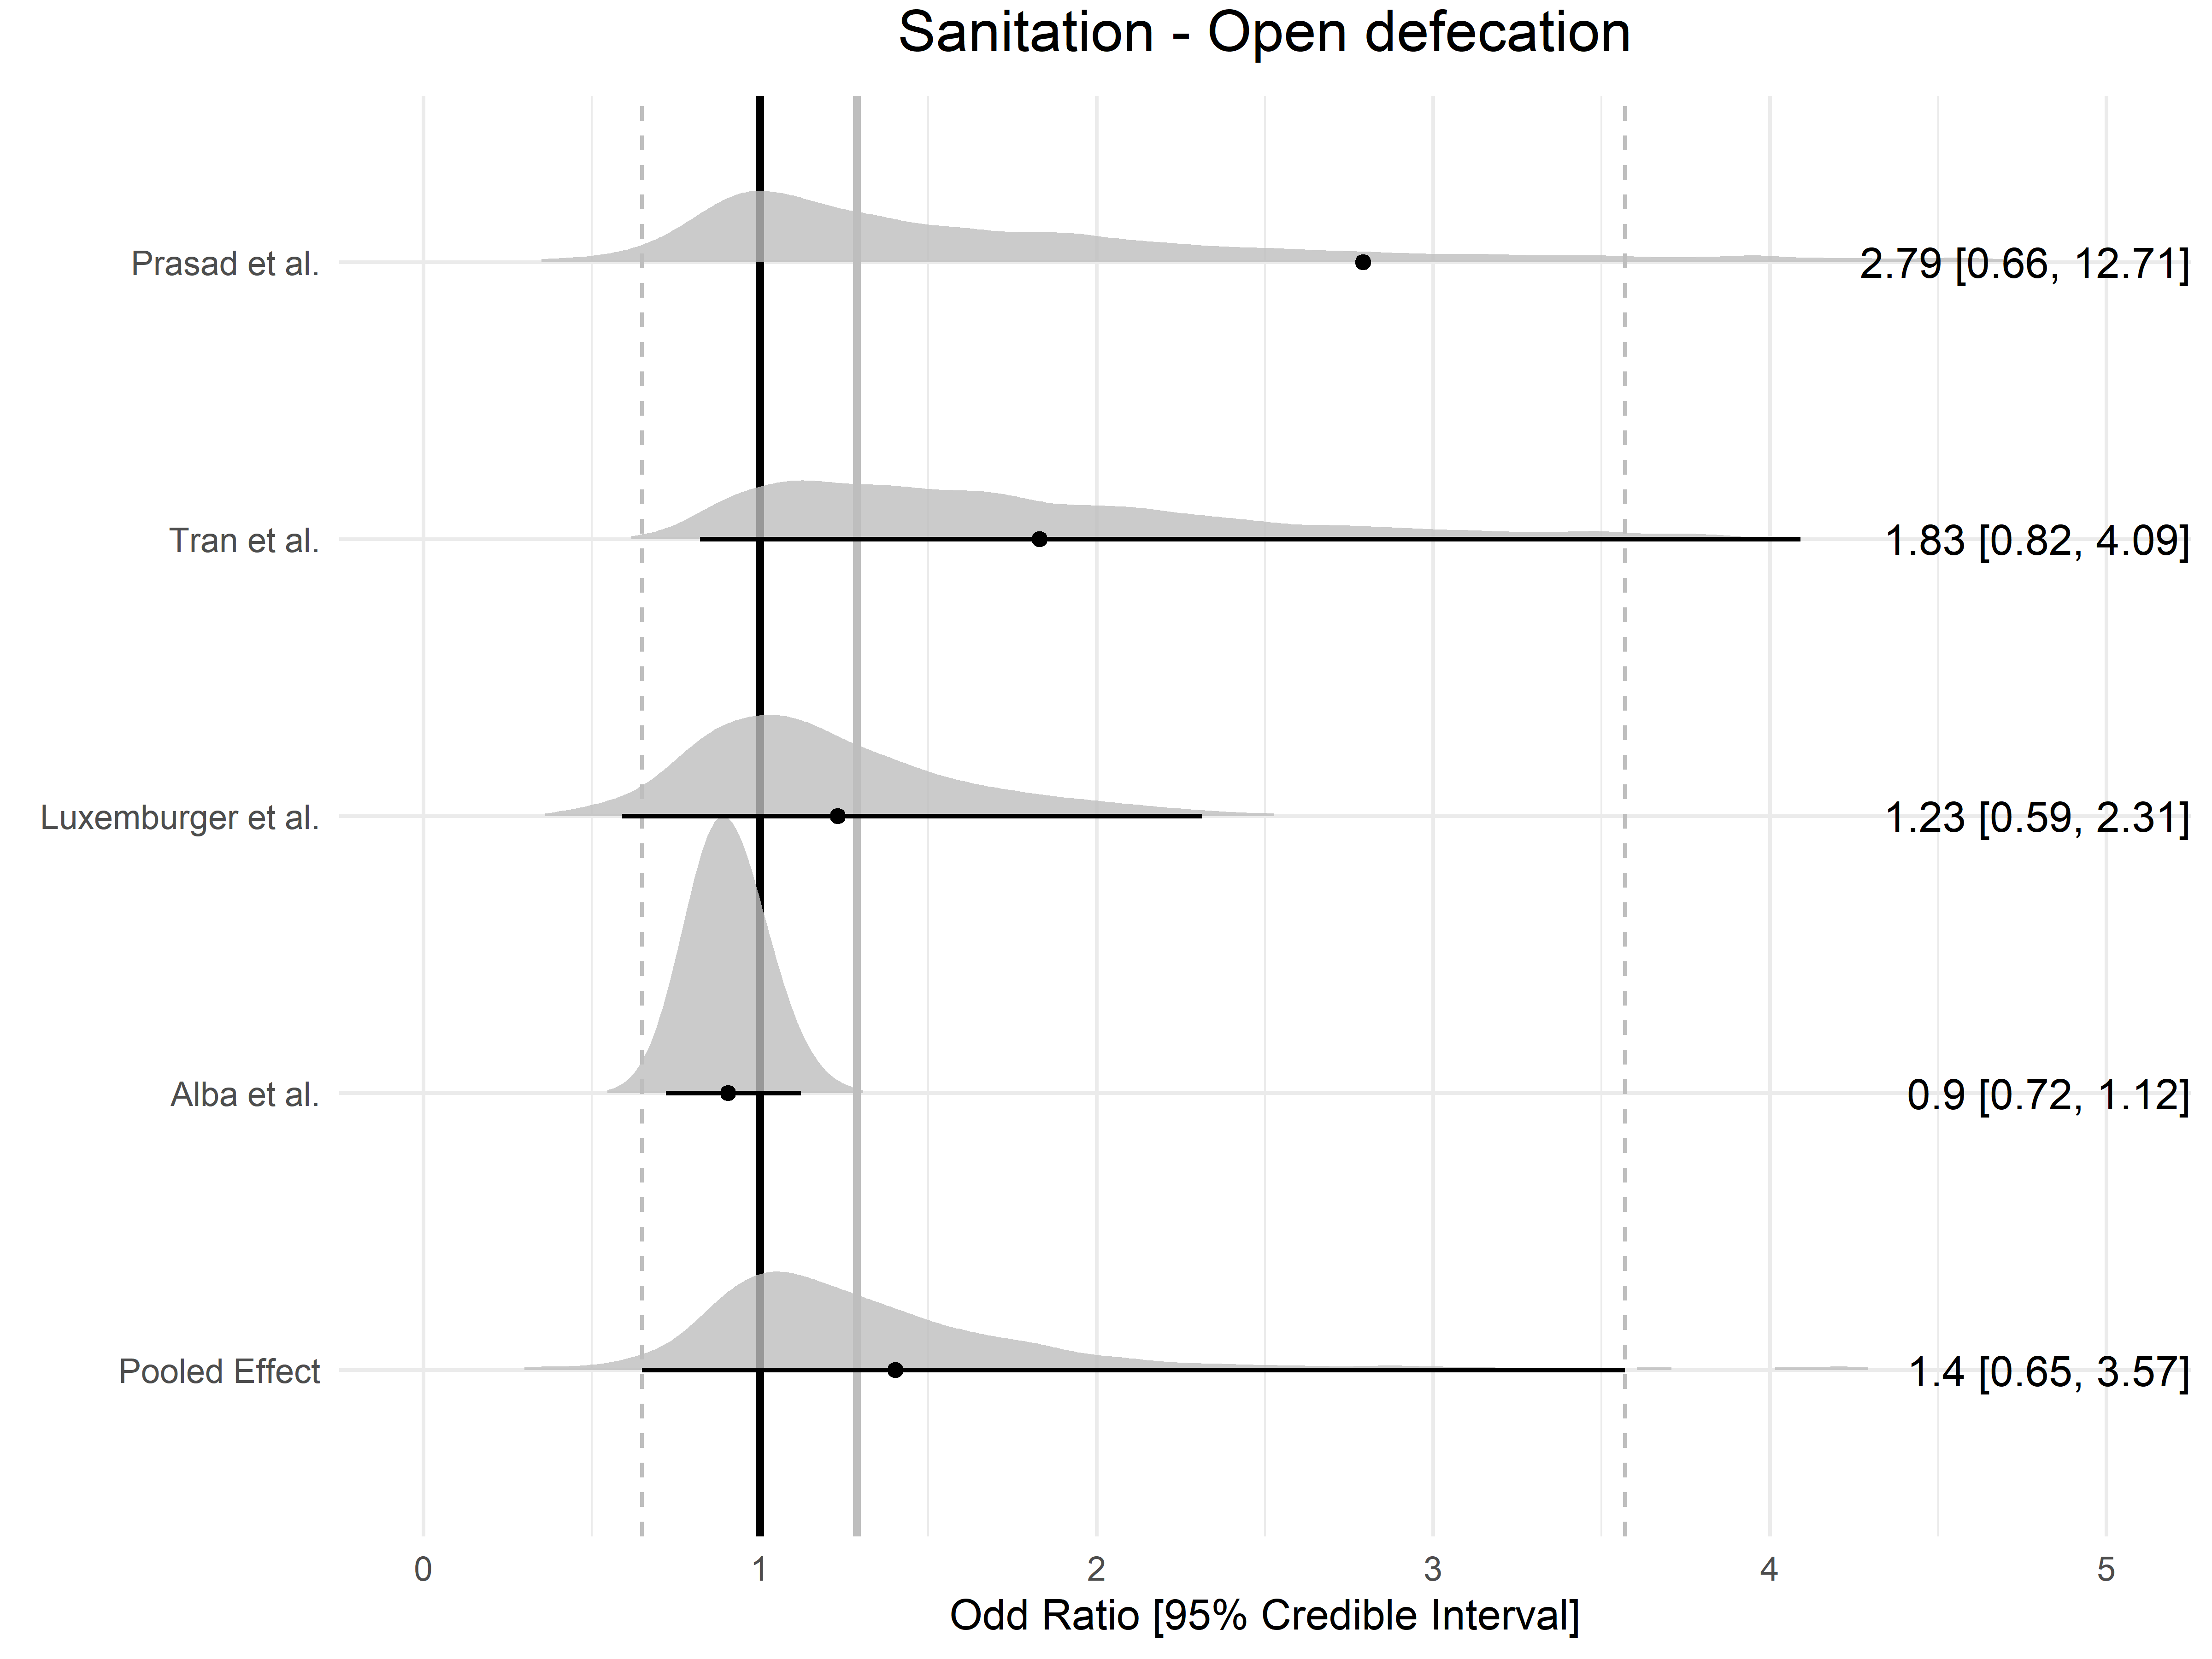 Sanitation - Open defecation
Prasad et al.
2.79 [0.66, 12.71]
Tran et al.
1.83 [0.82, 4.09]
Luxemburger et al.
1.23 [0.59, 2.31]
Alba et al.
0.9 [0.72, 1.12]
Pooled Effect
1.4 [0.65, 3.57]
0 1 2 3 4 5
Odd Ratio [95% Credible Interval]